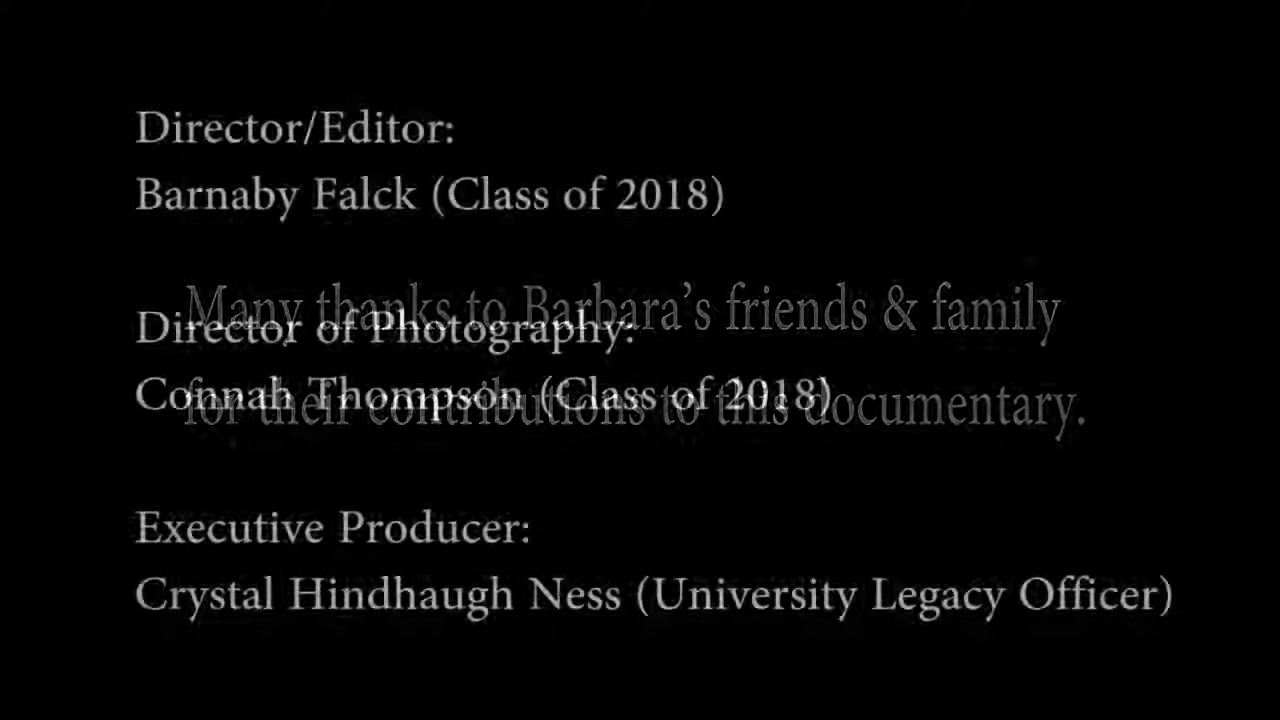 Director/Editor:
Barnaby Falck (Class of 2018)
Many thanks to Barbara's friends & family
Director of Photography:
Connah Thompson (Class of 2018)
for their contributions to this documentary.
Executive Producer:
Crystal Hindhaugh Ness (University Legacy Officer)